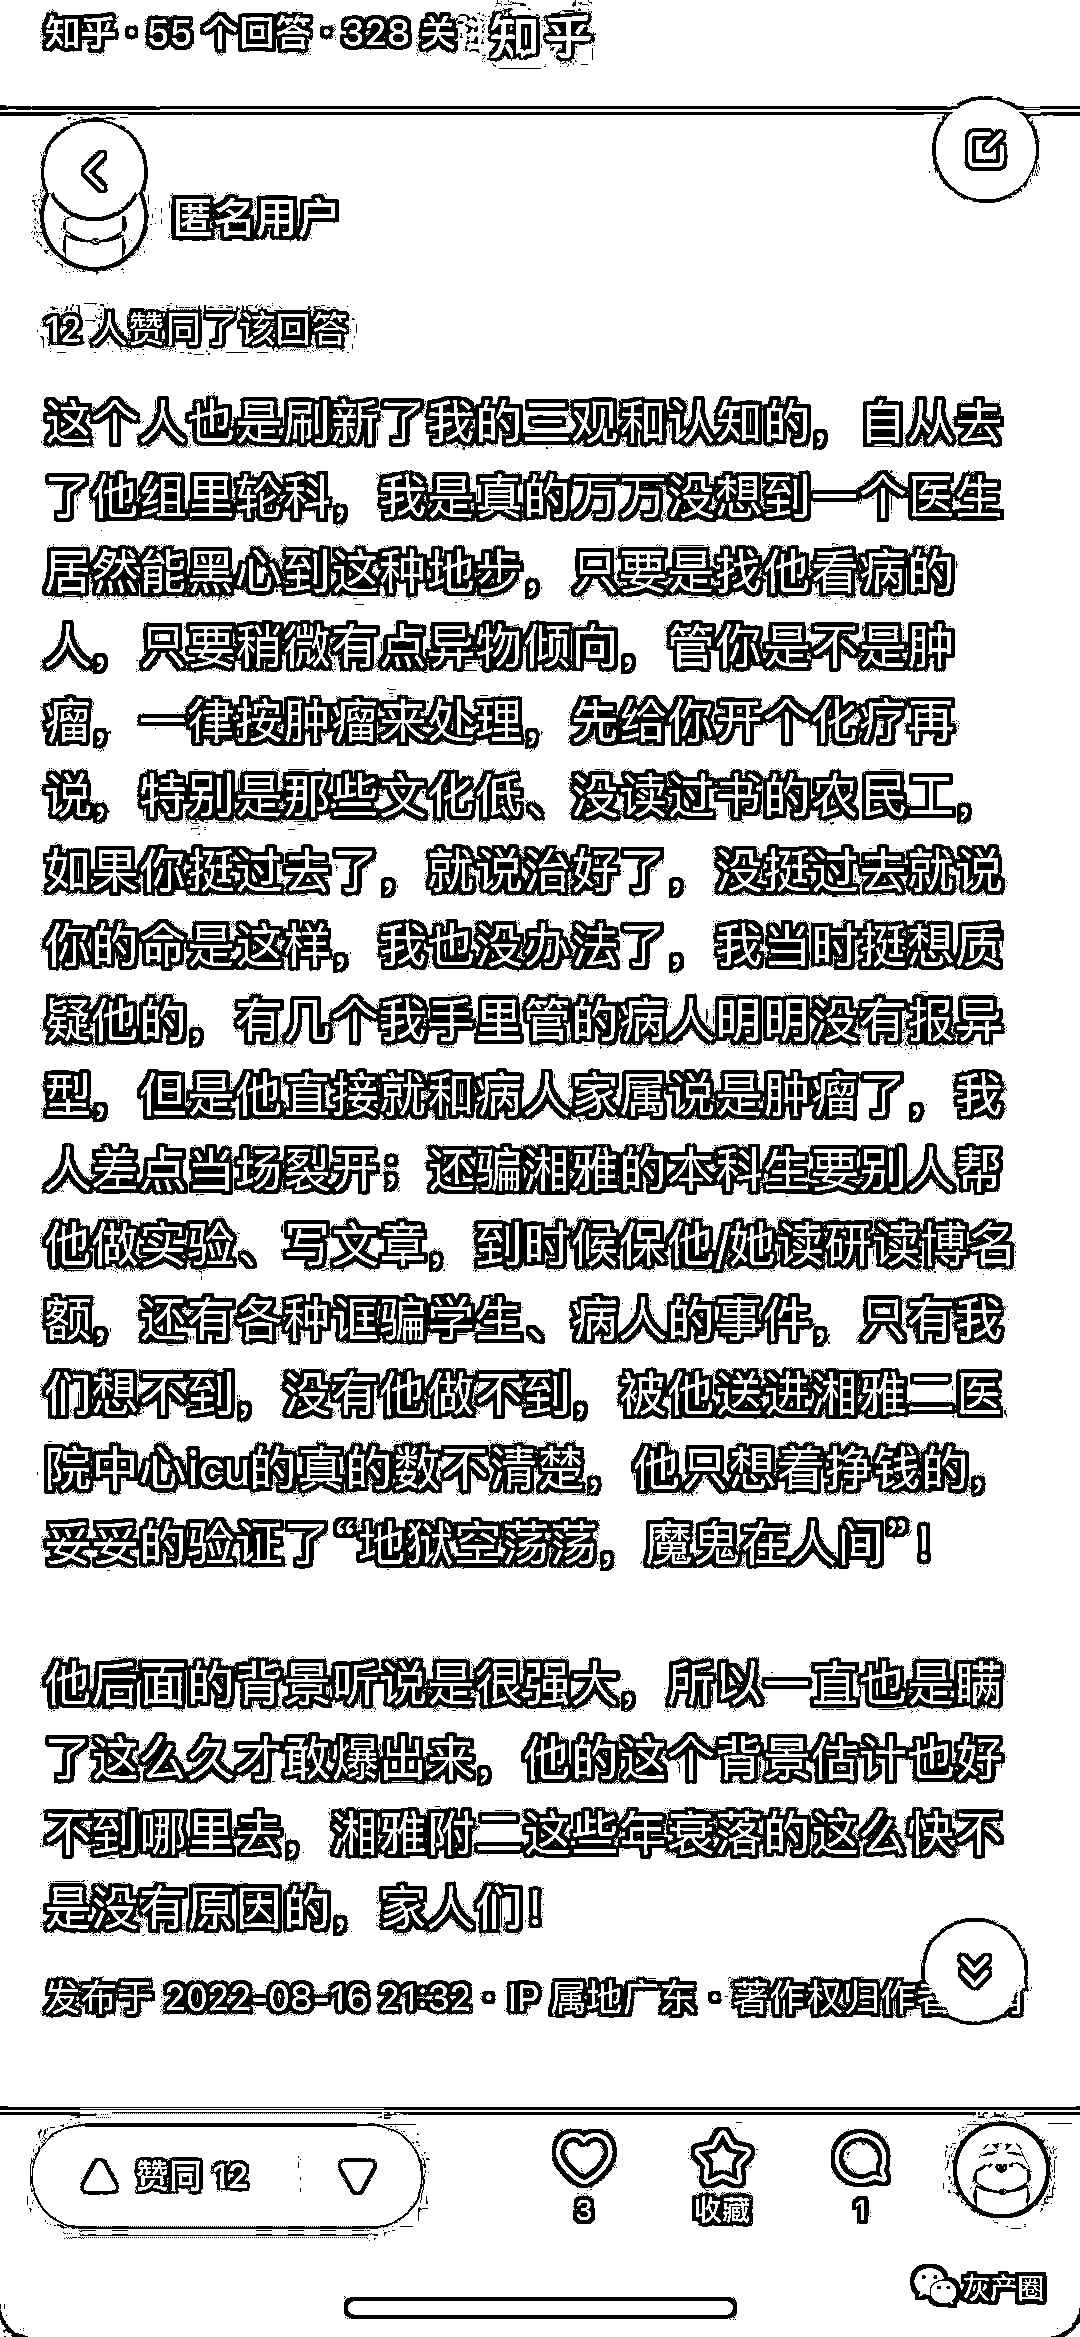 知乎 · 55 个回答 · 328 关
知乎
匿名用户
12 人赞同了该回答
这个人也是刷新了我的三观和认知的，自从去
了他组里轮科，我是真的万万没想到一个医生
居然能黑心到这种地步，只要是找他看病的
人，只要稍微有点异物倾向，管你是不是肿
瘤，一律按肿瘤来处理，先给你开个化疗再
说，特别是那些文化低、没读过书的农民工，
如果你挺过去了，就说治好了，没挺过去就说
你的命是这样，我也没办法了，我当时挺想质
疑他的，有几个我手里管的病人明明没有报异
型，但是他直接就和病人家属说是肿瘤了，我
人差点当场裂开；还骗湘雅的本科生要别人帮
他做实验、写文章，到时候保他/她读研读博名
额，还有各种诓骗学生、病人的事件，只有我
们想不到，没有他做不到，被他送进湘雅二医
院中心icu的真的数不清楚，他只想着挣钱的，
妥妥的验证了“地狱空荡荡，魔鬼在人间”！
他后面的背景听说是很强大，所以一直也是瞒
了这么久才敢爆出来，他的这个背景估计也好
不到哪里去，湘雅附二这些年衰落的这么快不
是没有原因的，家人们！
发布于 2022-08-16 21:32 · IP 属地广东 · 著作权归作
赞同 12
3
收藏
1
灰产圈